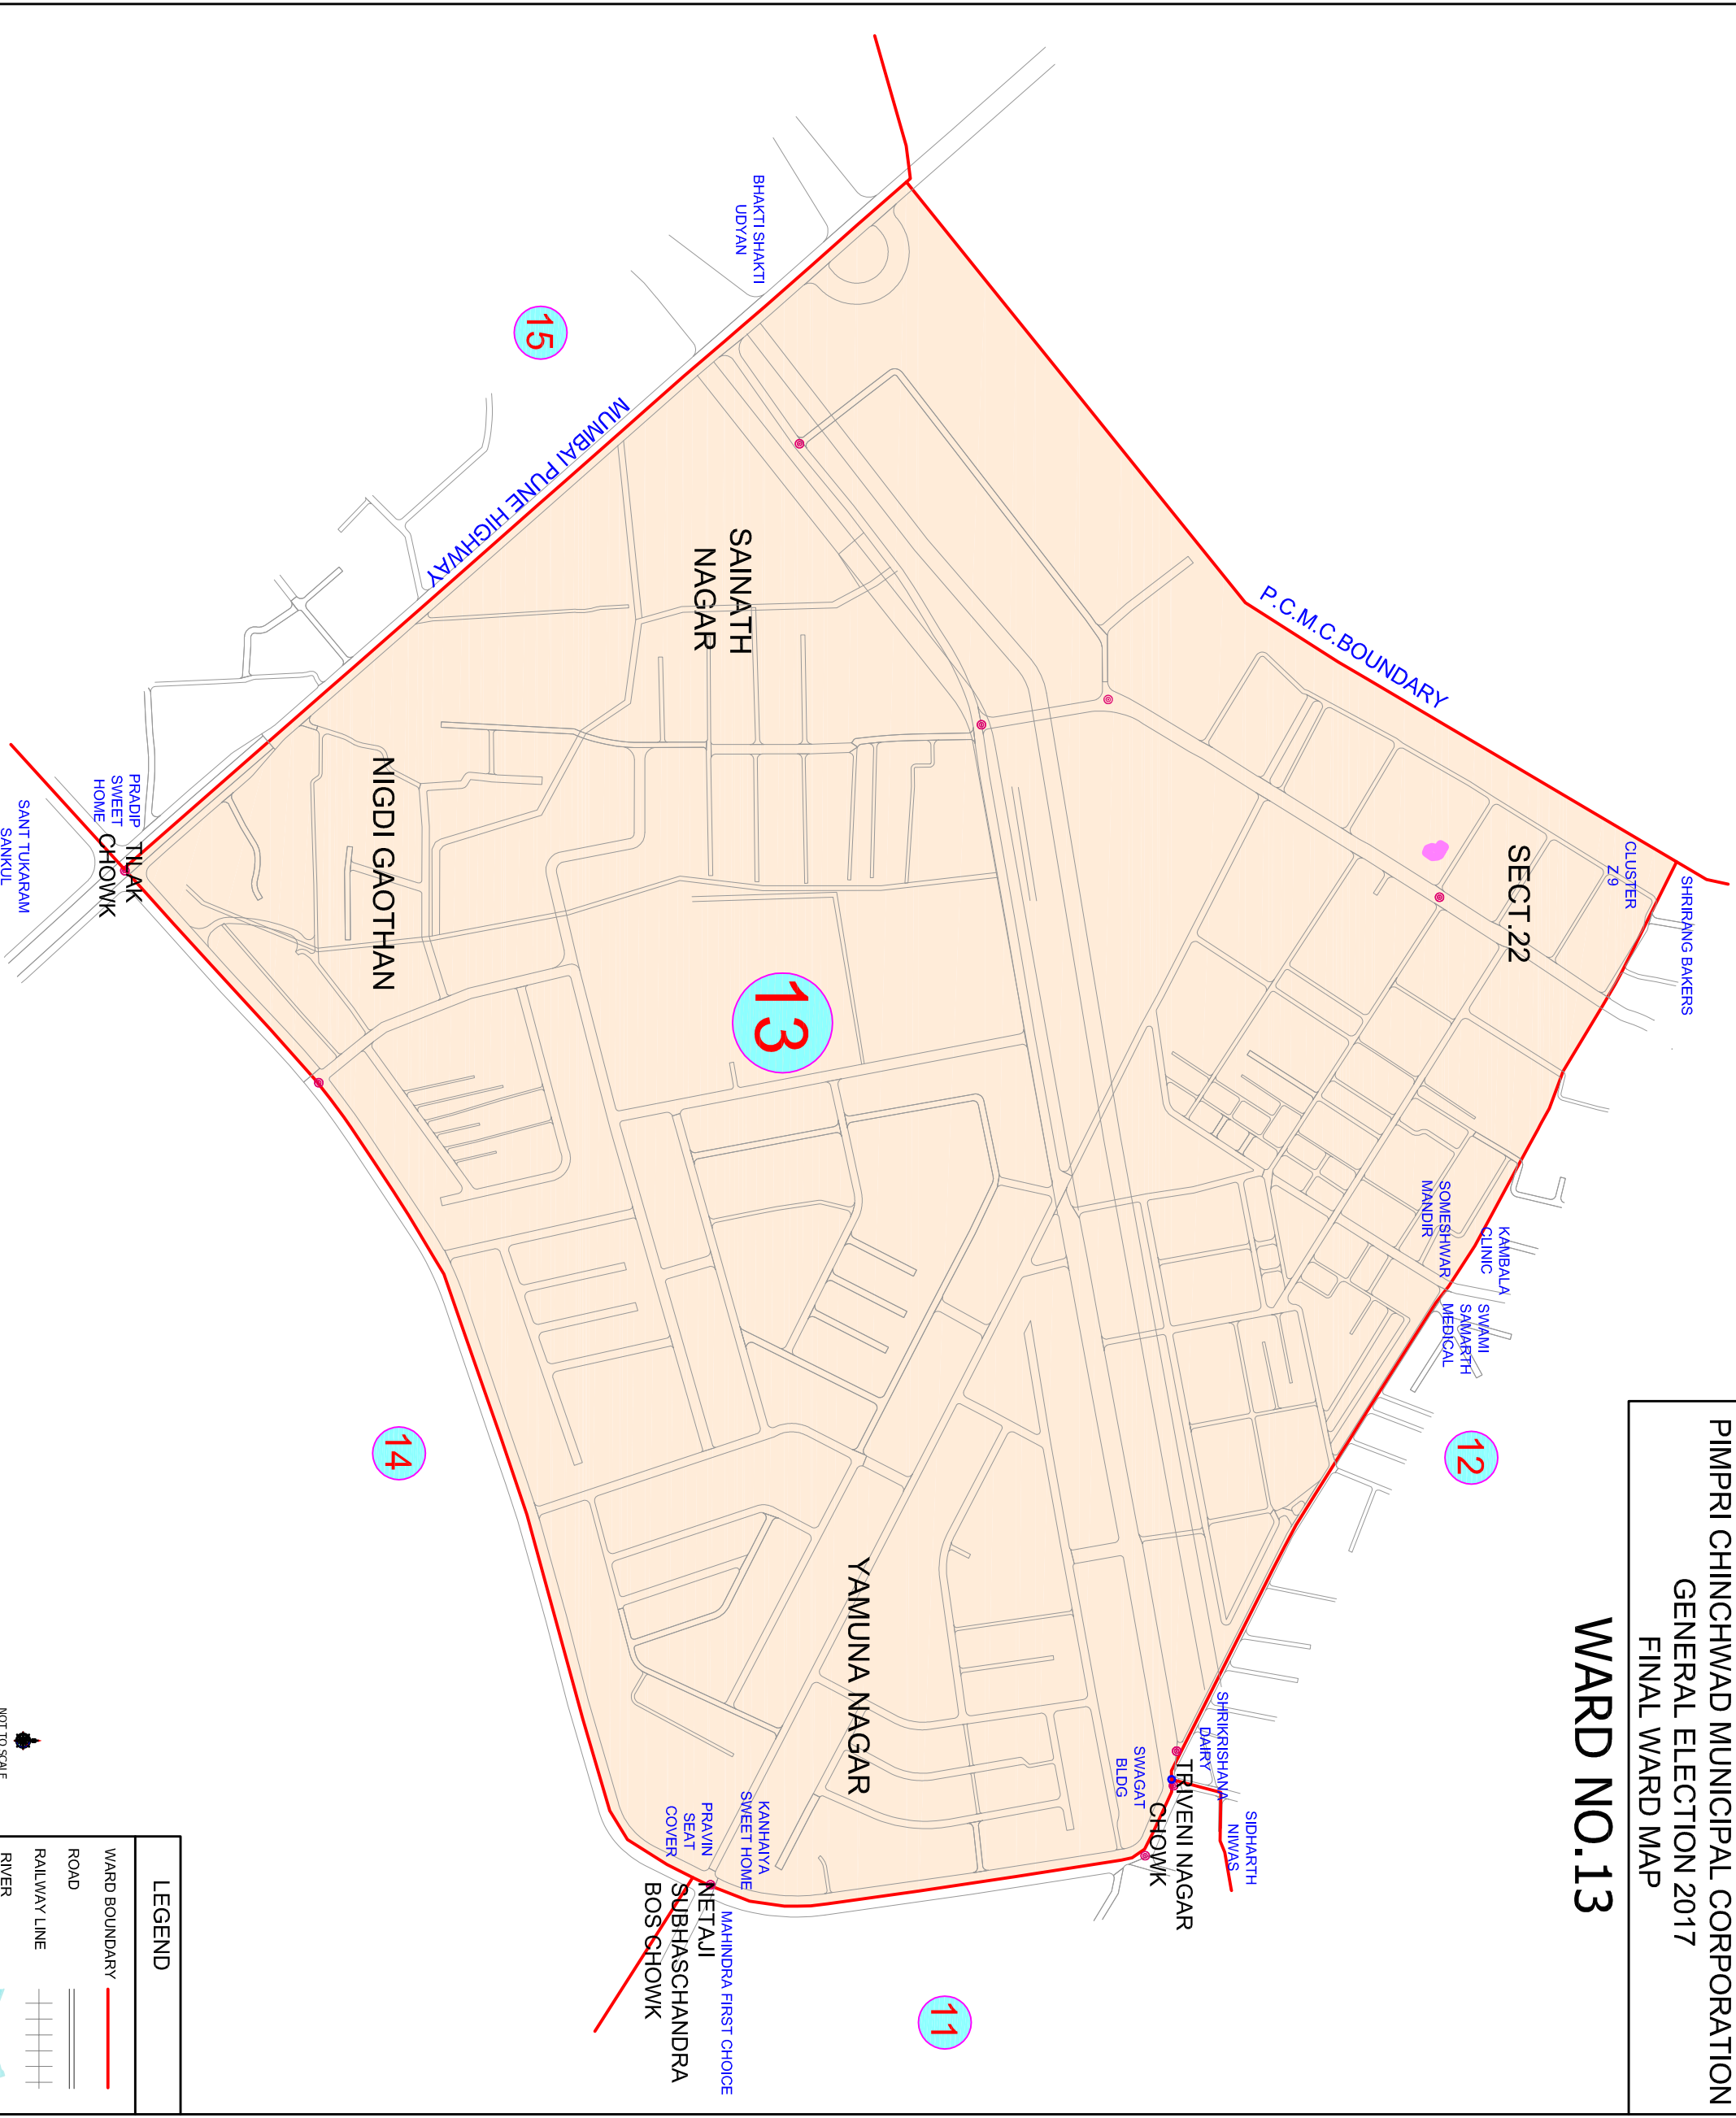 PIMPRI CHINCHWAD MUNICIPAL CORPORATION
GENERAL ELECTION 2017
FINAL WARD MAP
WARD NO.13
SHRIRANG BAKERS
CLUSTER
Z 9
SECT.22
P.C.M.C.BOUNDARY
KAMBALA
CLINIC
SOMESHWAR
MANDIR
SWAMI
SAMARTH
MEDICAL
12
SIDHARTH
NIWAS
SHRIKRISHANA
DAIRY
TRIVENI NAGAR
CHOWK
SWAGAT
BLDG
11
BHAKTI SHAKTI
UDYAN
SAINATH
NAGAR
13
YAMUNA NAGAR
KANHAIYA
SWEET HOME
PRAVIN
SEAT
COVER
MAHINDRA FIRST CHOICE
NETAJI
SUBHASCHANDRA
BOS CHOWK
15
MUMBAI PUNE HIGHWAY
NIGDI GAOTHAN
14
PRADIP
SWEET
HOME
TILAK
CHOWK
SANT TUKARAM
SANKUL
NOT TO SCALE
LEGEND
WARD BOUNDARY
ROAD
RAILWAY LINE
RIVER